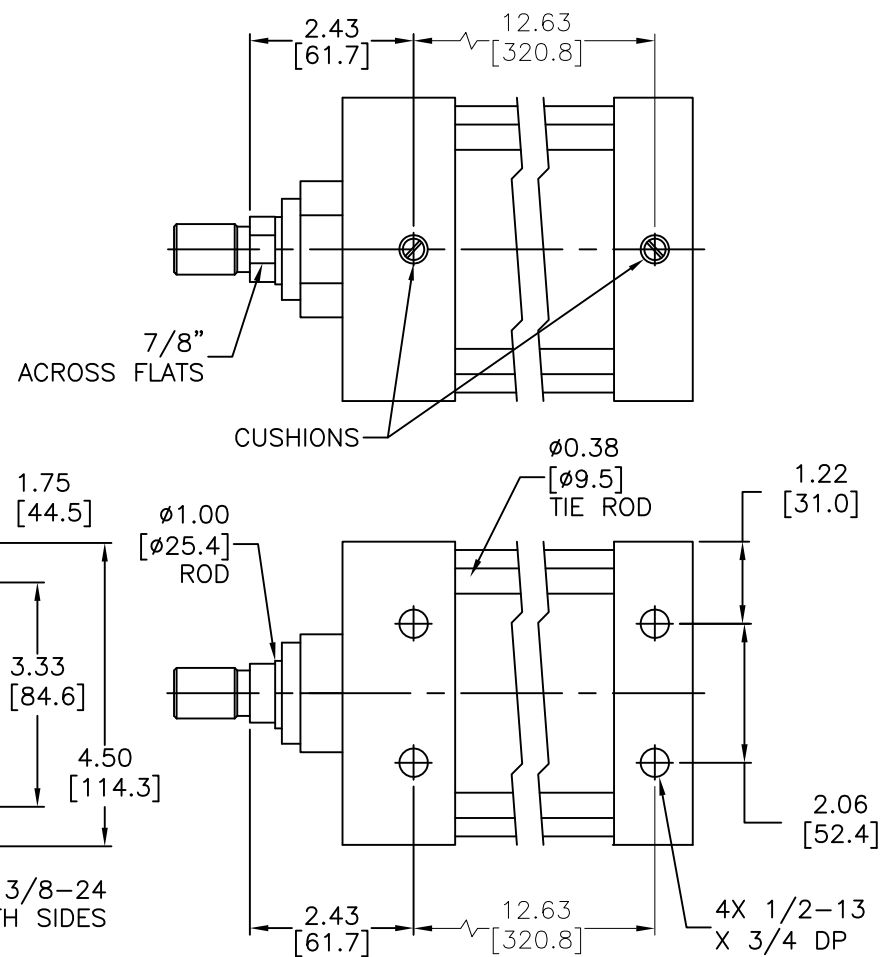 2.43
[61.7]
12.63
[320.8]
7/8”
ACROSS FLATS
CUSHIONS
1.75
[44.5]
ø1.00
[ø25.4]
ROD
ø0.38
[ø9.5]
TIE ROD
1.22
[31.0]
3.33
[84.6]
4.50
[114.3]
2.06
[52.4]
3/8-24
SIDES
2.43
[61.7]
12.63
[320.8]
4X 1/2-13
X 3/4 DP